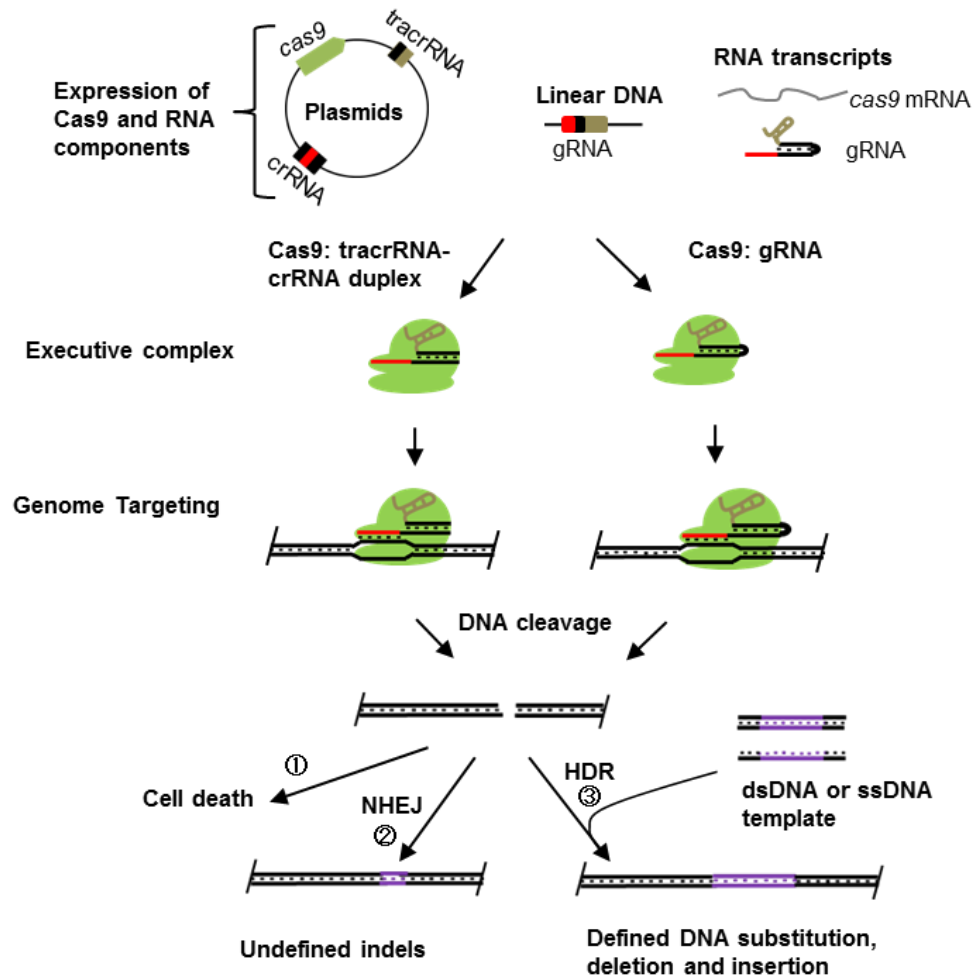 Expression of
Cas9 and RNA
components
cas9
tracrRNA
Plasmids
crRNA
Linear DNA
gRNA
RNA transcripts
cas9 mRNA
gRNA
Cas9: tracrRNA-
crRNA duplex
Cas9: gRNA
Executive complex
Genome Targeting
DNA cleavage
①
Cell death
NHEJ
②
HDR
③
dsDNA or ssDNA
template
Undefined indels
Defined DNA substitution,
deletion and insertion